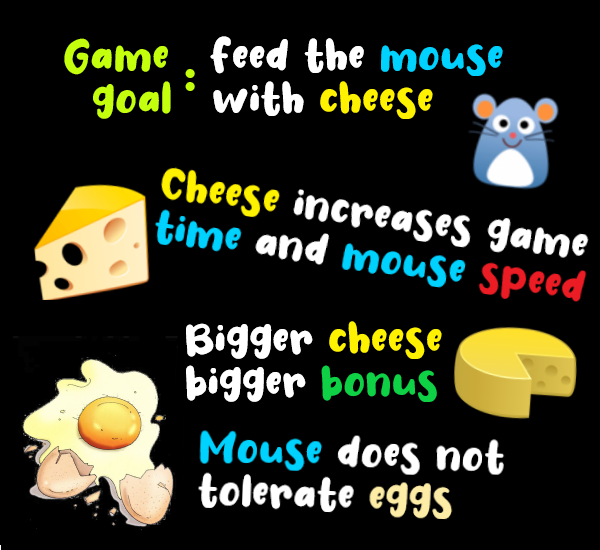 Game goal : feed the mouse
with cheese
Cheese increases game
time and mouse speed
Bigger cheese
bigger bonus
Mouse does not
tolerate eggs